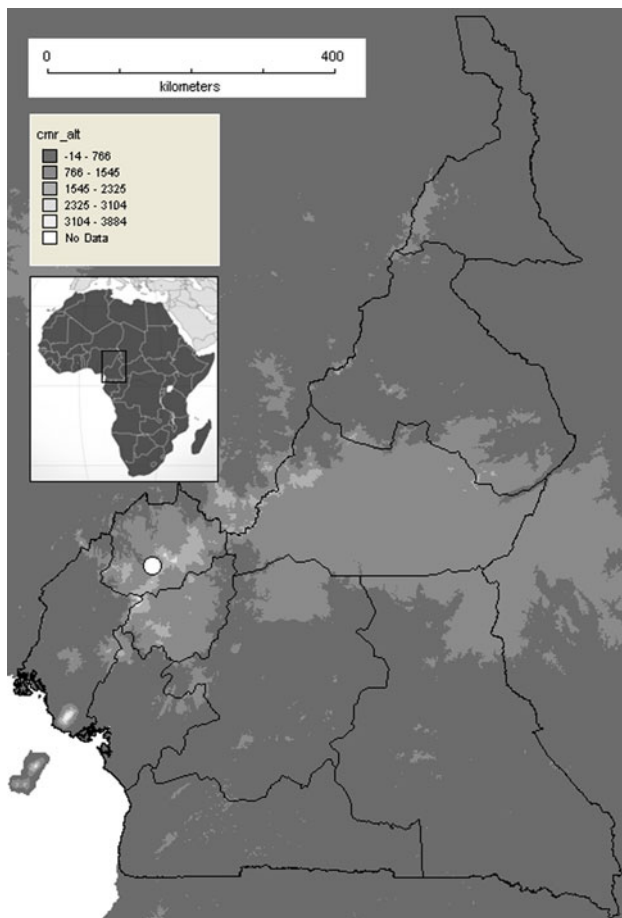 0 400
kilometers
cmr_alt
-14 - 766
766 - 1545
1545 - 2325
2325 - 3104
3104 - 3884
No Data